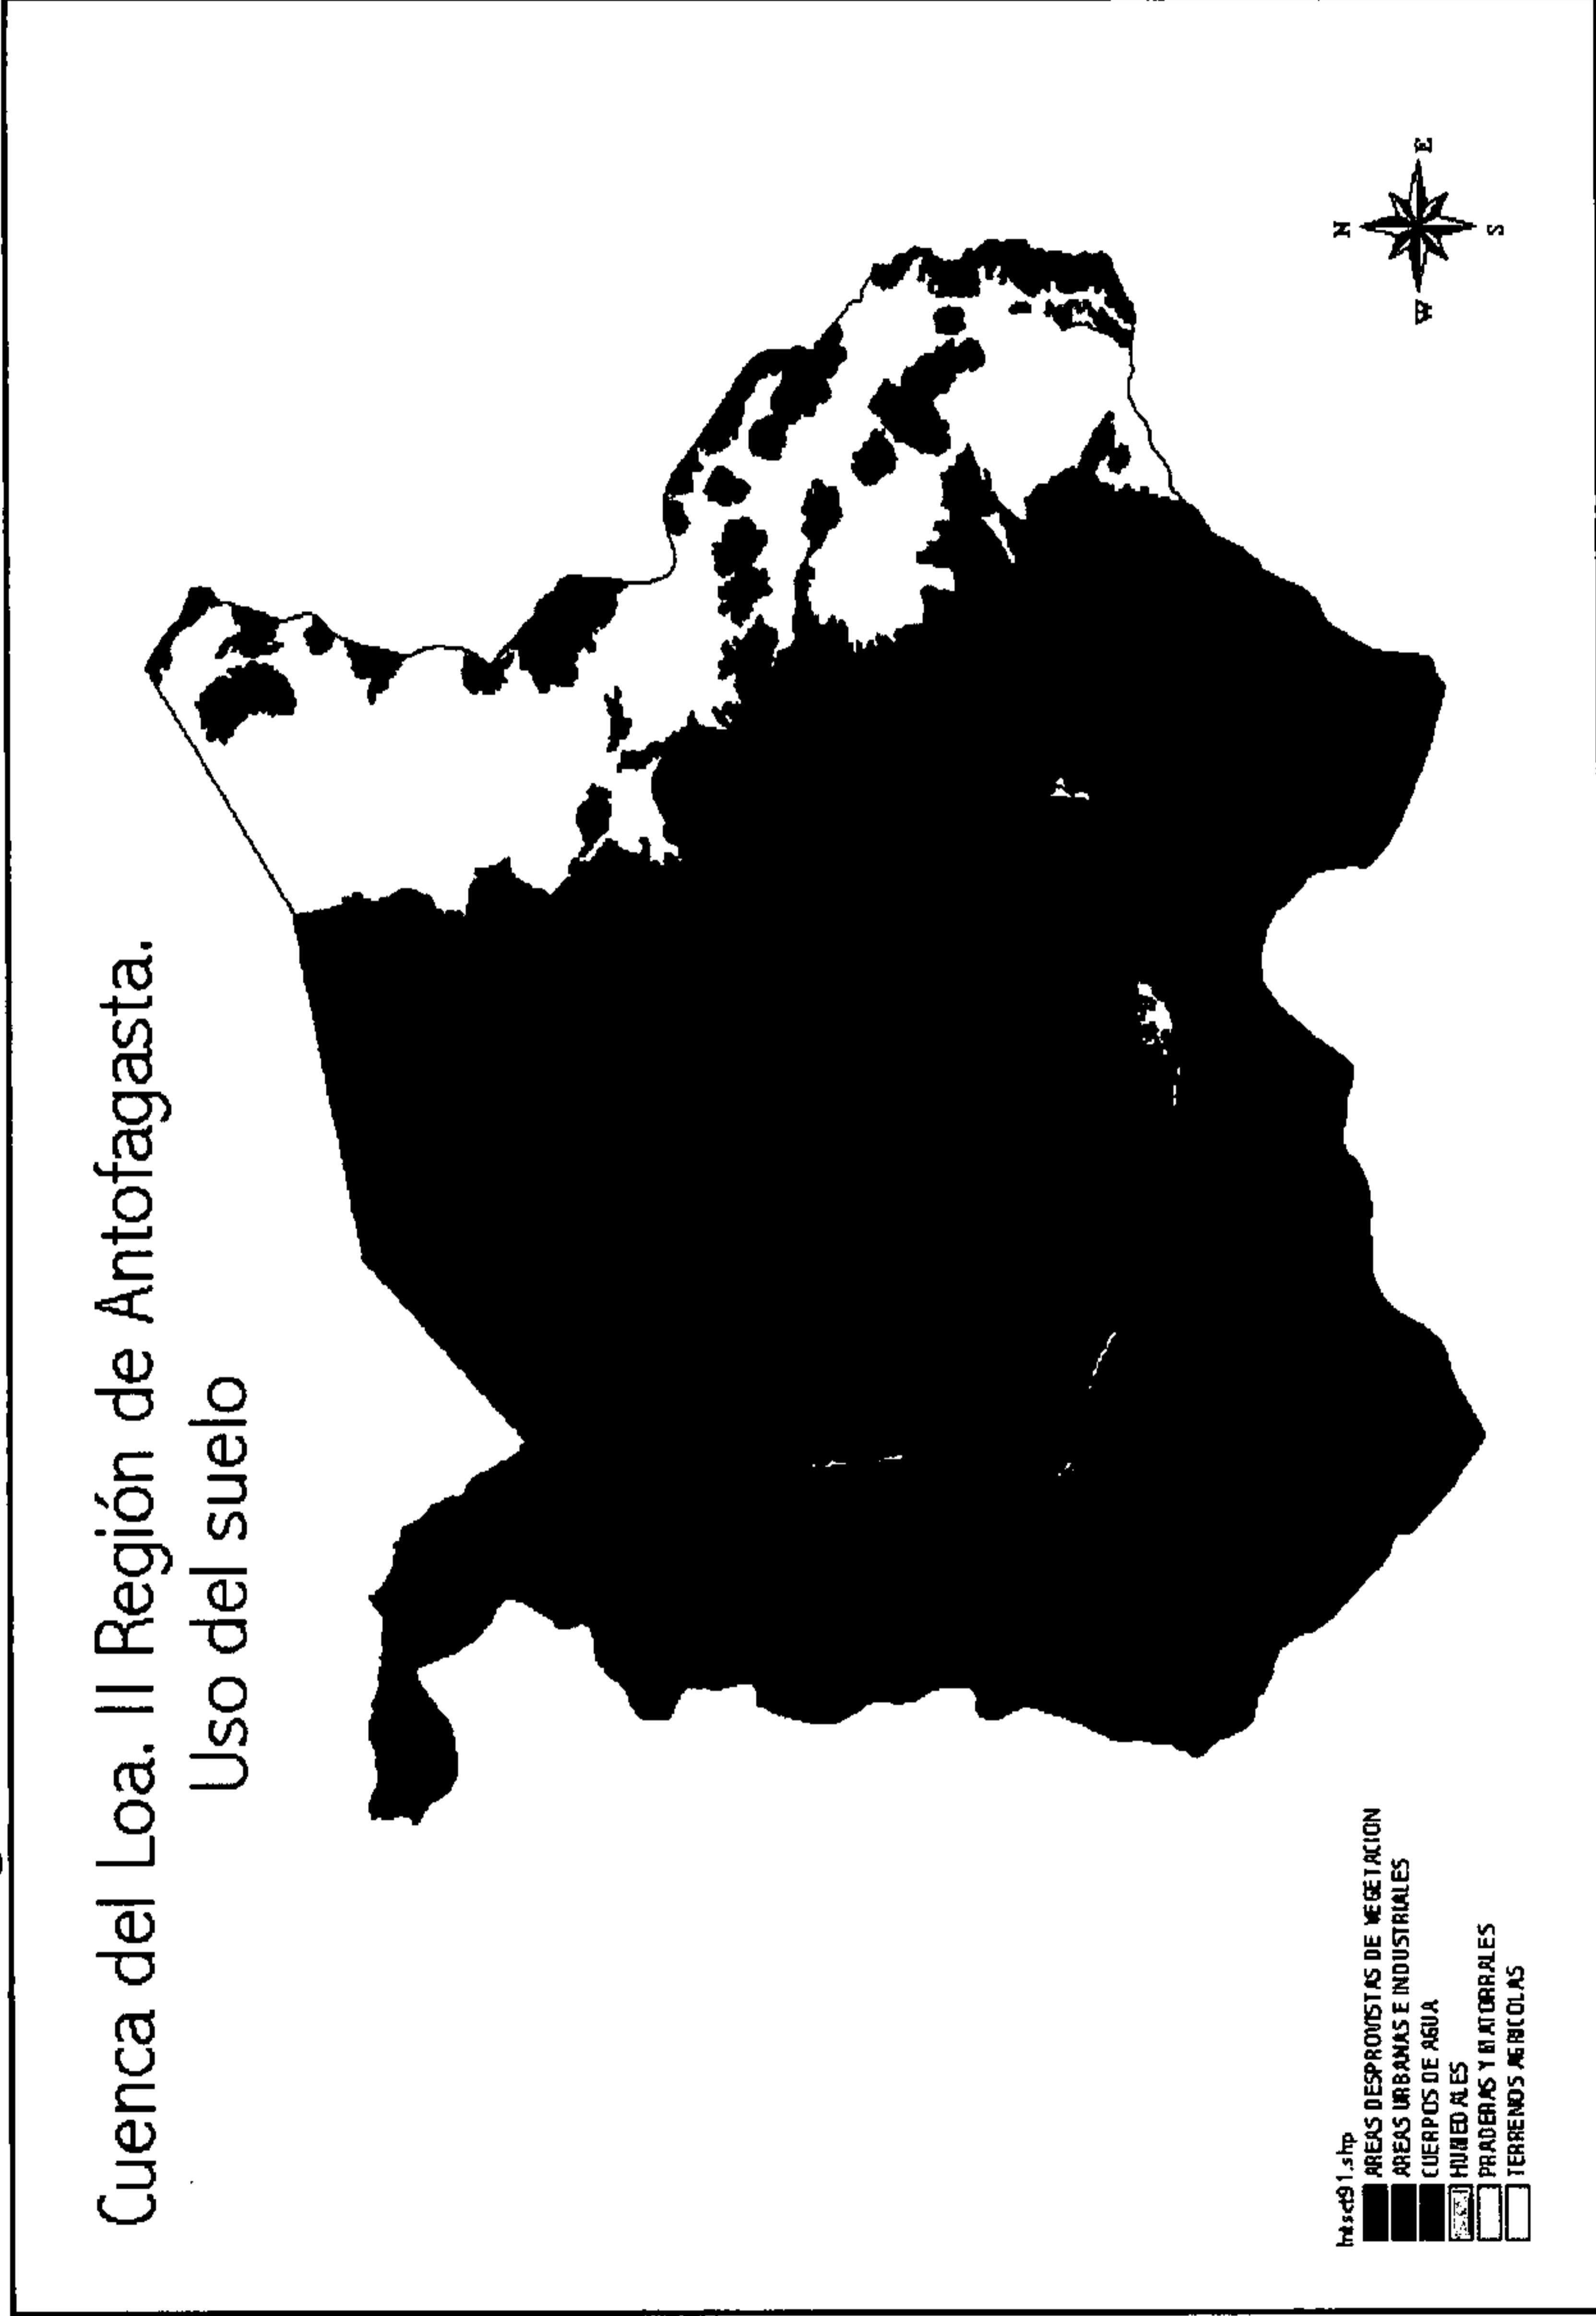 Cuenca del Loa. II Región de Antofagasta.
Uso del suelo
N
W
E
S
AREAS DESPROVISTAS DE VEGETACION
AREAS URBANAS E INDUSTRIALES
CUERPOS DE AGUA
HUMEDALES
PRADERAS Y MATORRALES
TERRENOS AGRICOLAS